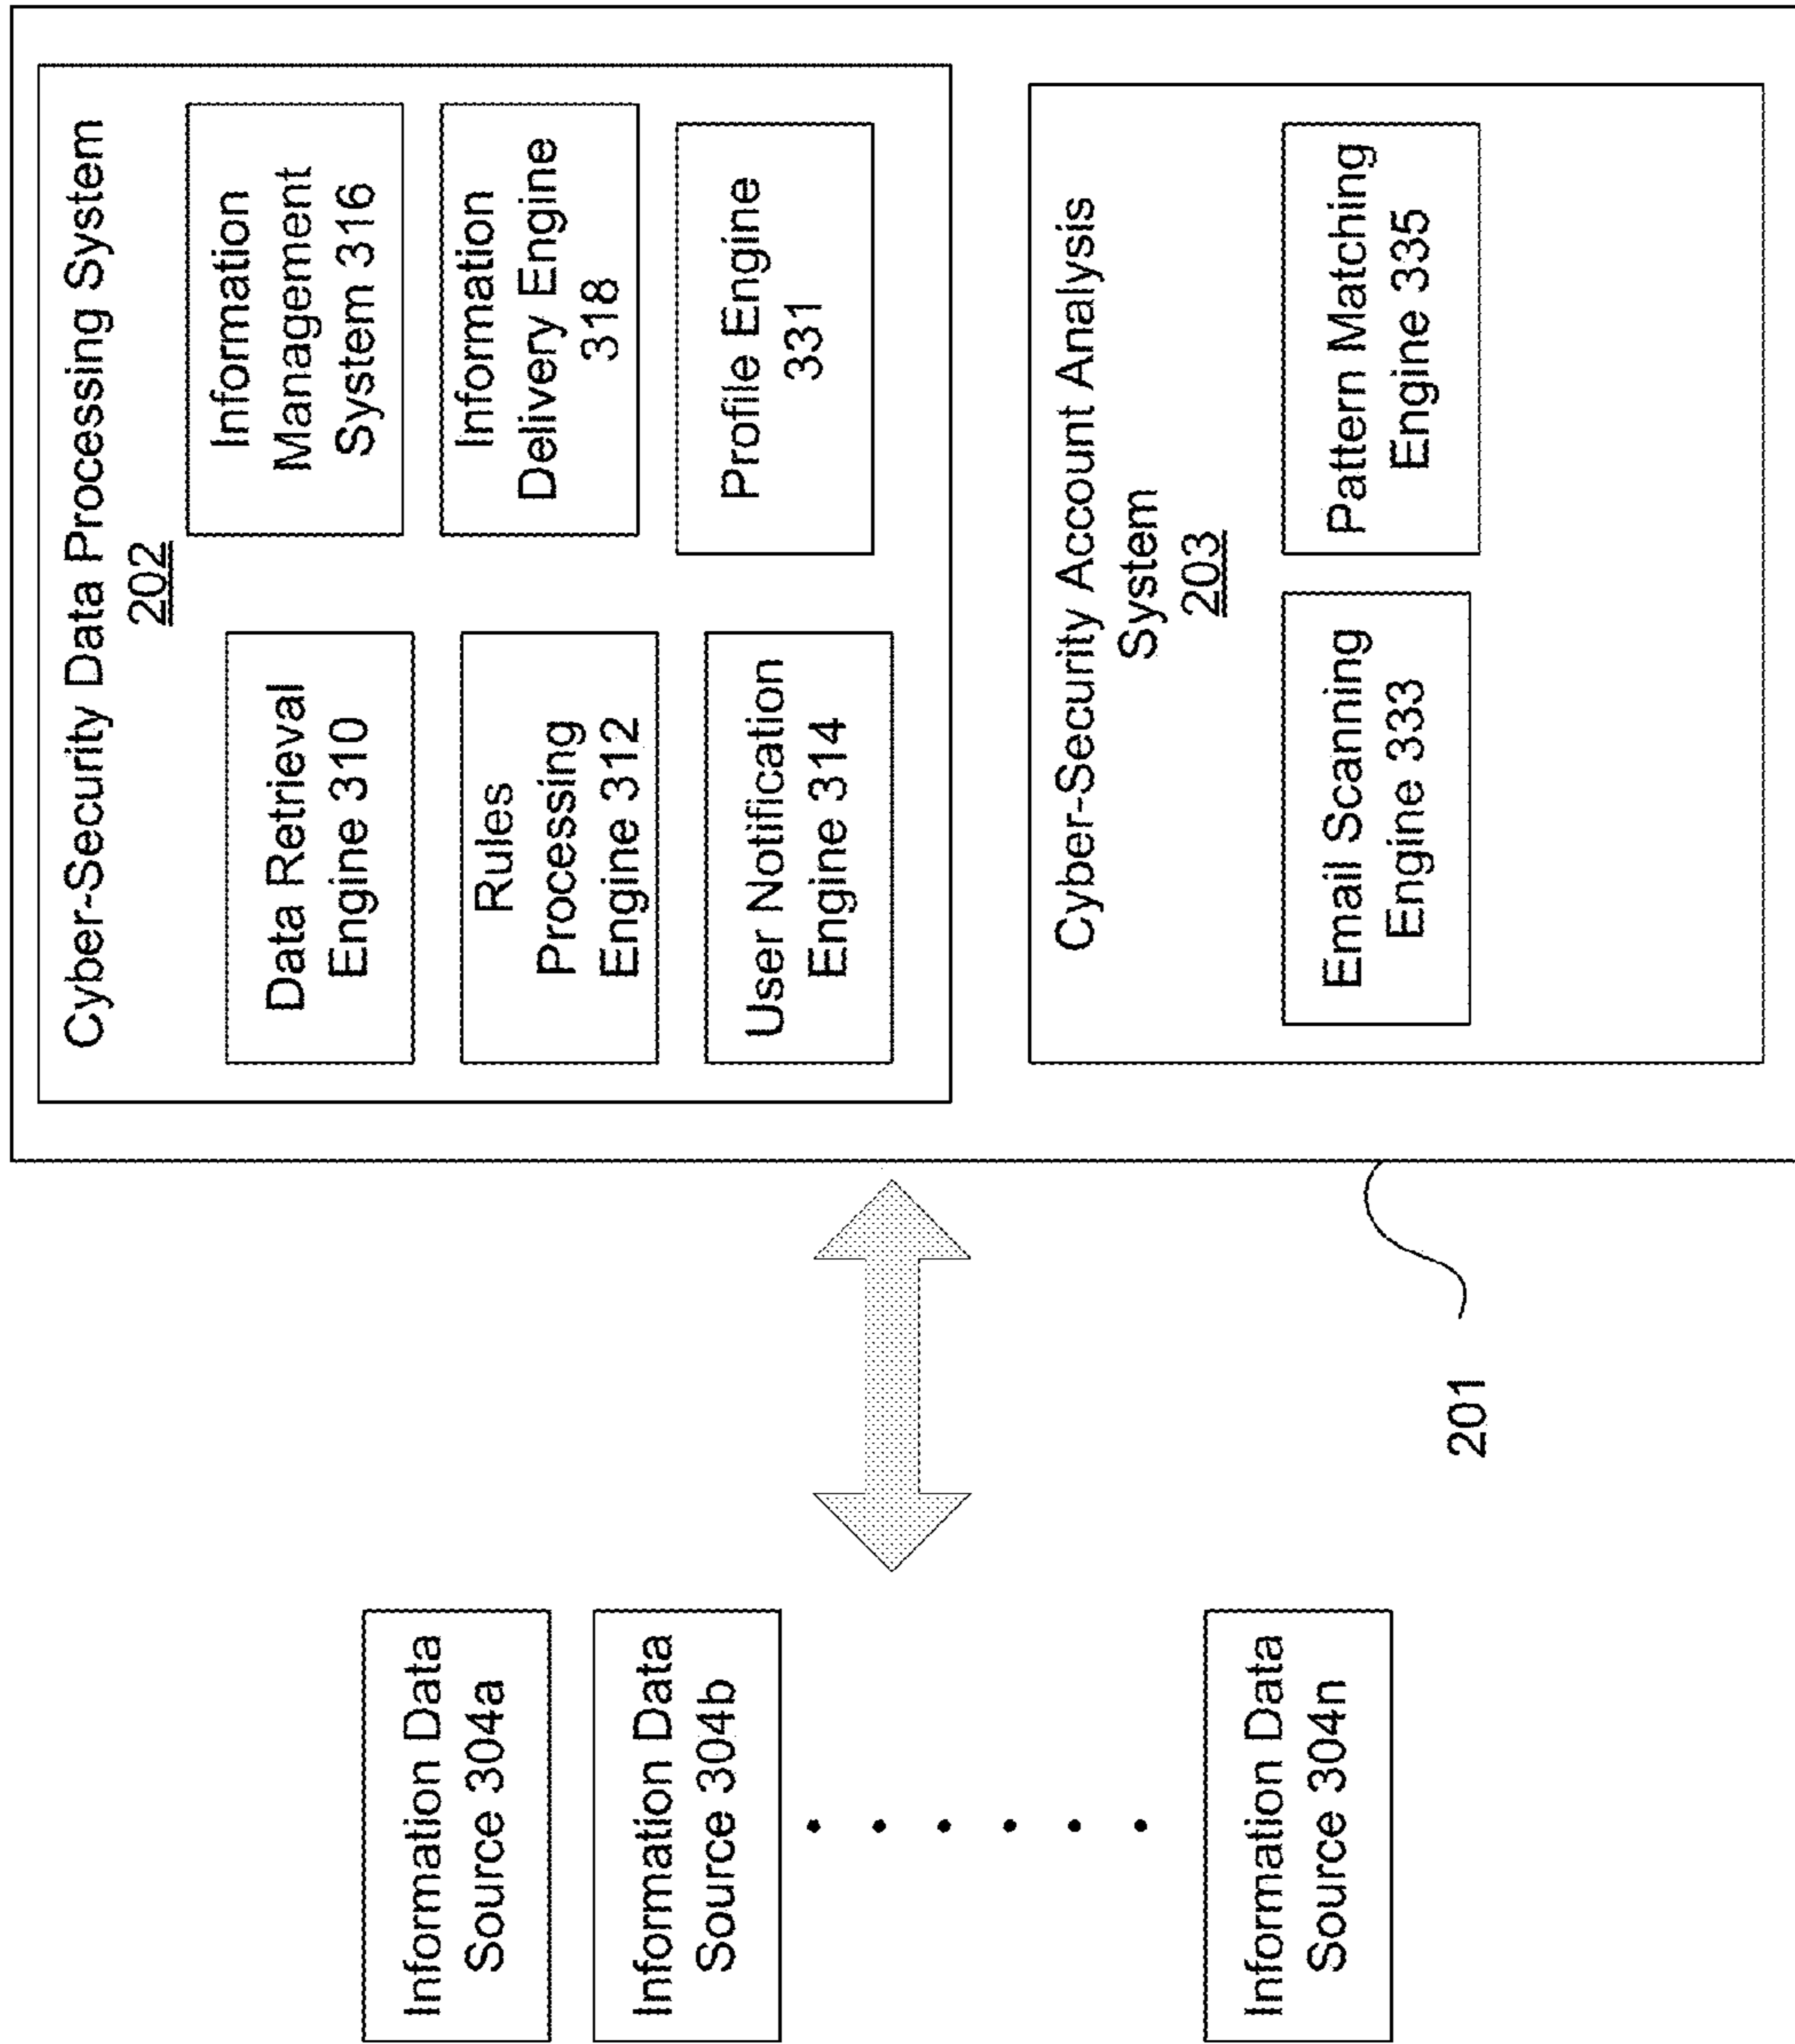 Information Data
Source 304a
Information Data
Source 304b
Information Data
Source 304n
201
Cyber-Security Data Processing System
202
Data Retrieval
Engine 310
Rules
Processing
Engine 312
User Notification
Engine 314
Information
Management
System 316
Information
Delivery Engine
318
Profile Engine
331
Cyber-Security Account Analysis
System
203
Email Scanning
Engine 333
Pattern Matching
Engine 335